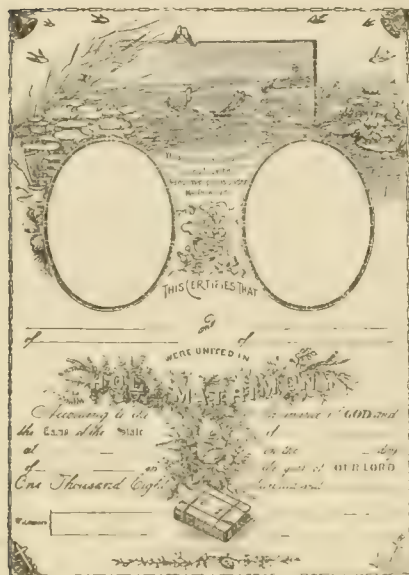 THIS CERTIFIES THAT
and
of of
WERE UNITED IN
HOLY MATRIMONY
According to the of GOD and
the Laws of the State of
at on the day
of in the year of OUR LORD
One Thousand Eight hundred and